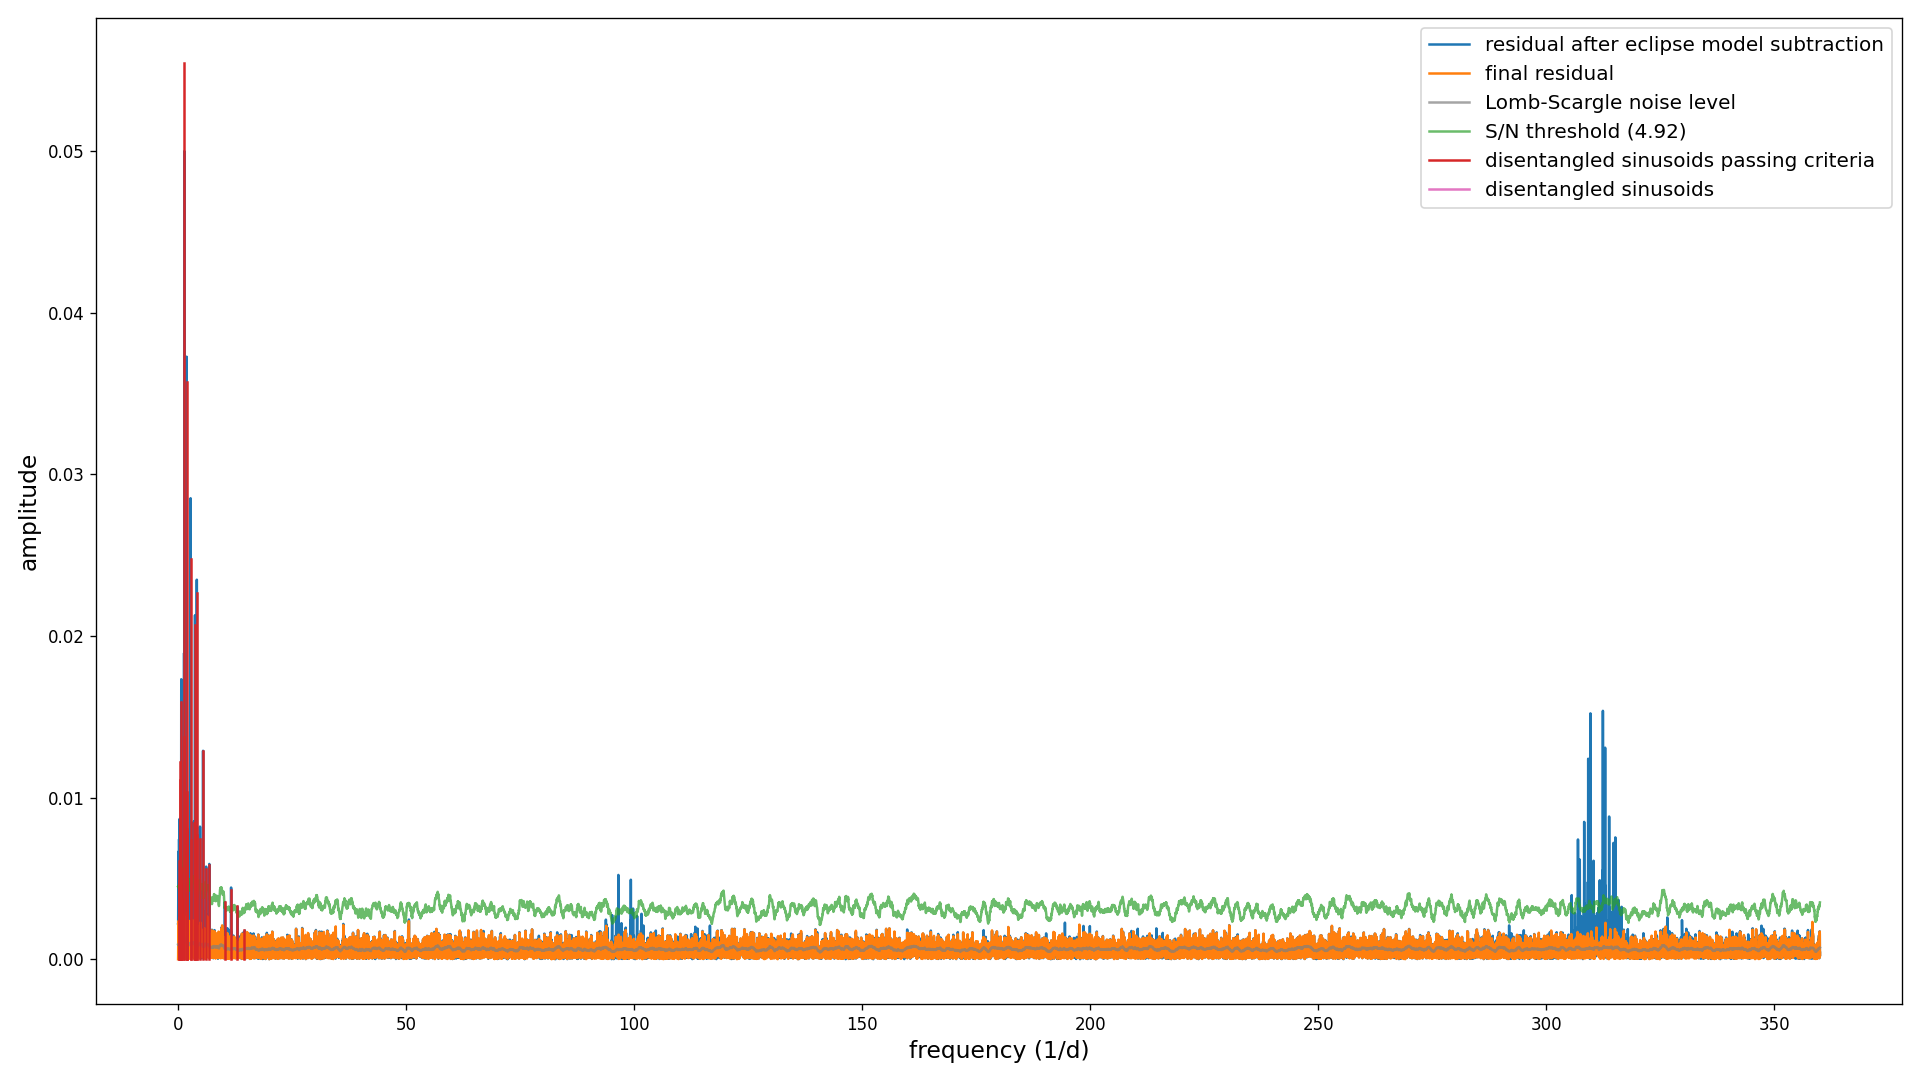 residual after eclipse model subtraction
final residual
Lomb-Scargle noise level
S/N threshold (4.92)
disentangled sinusoids passing criteria
disentangled sinusoids
amplitude
0.05
0.04
0.03
0.02
0.01
0.00
0 50 100 150 200 250 300 350
frequency (1/d)